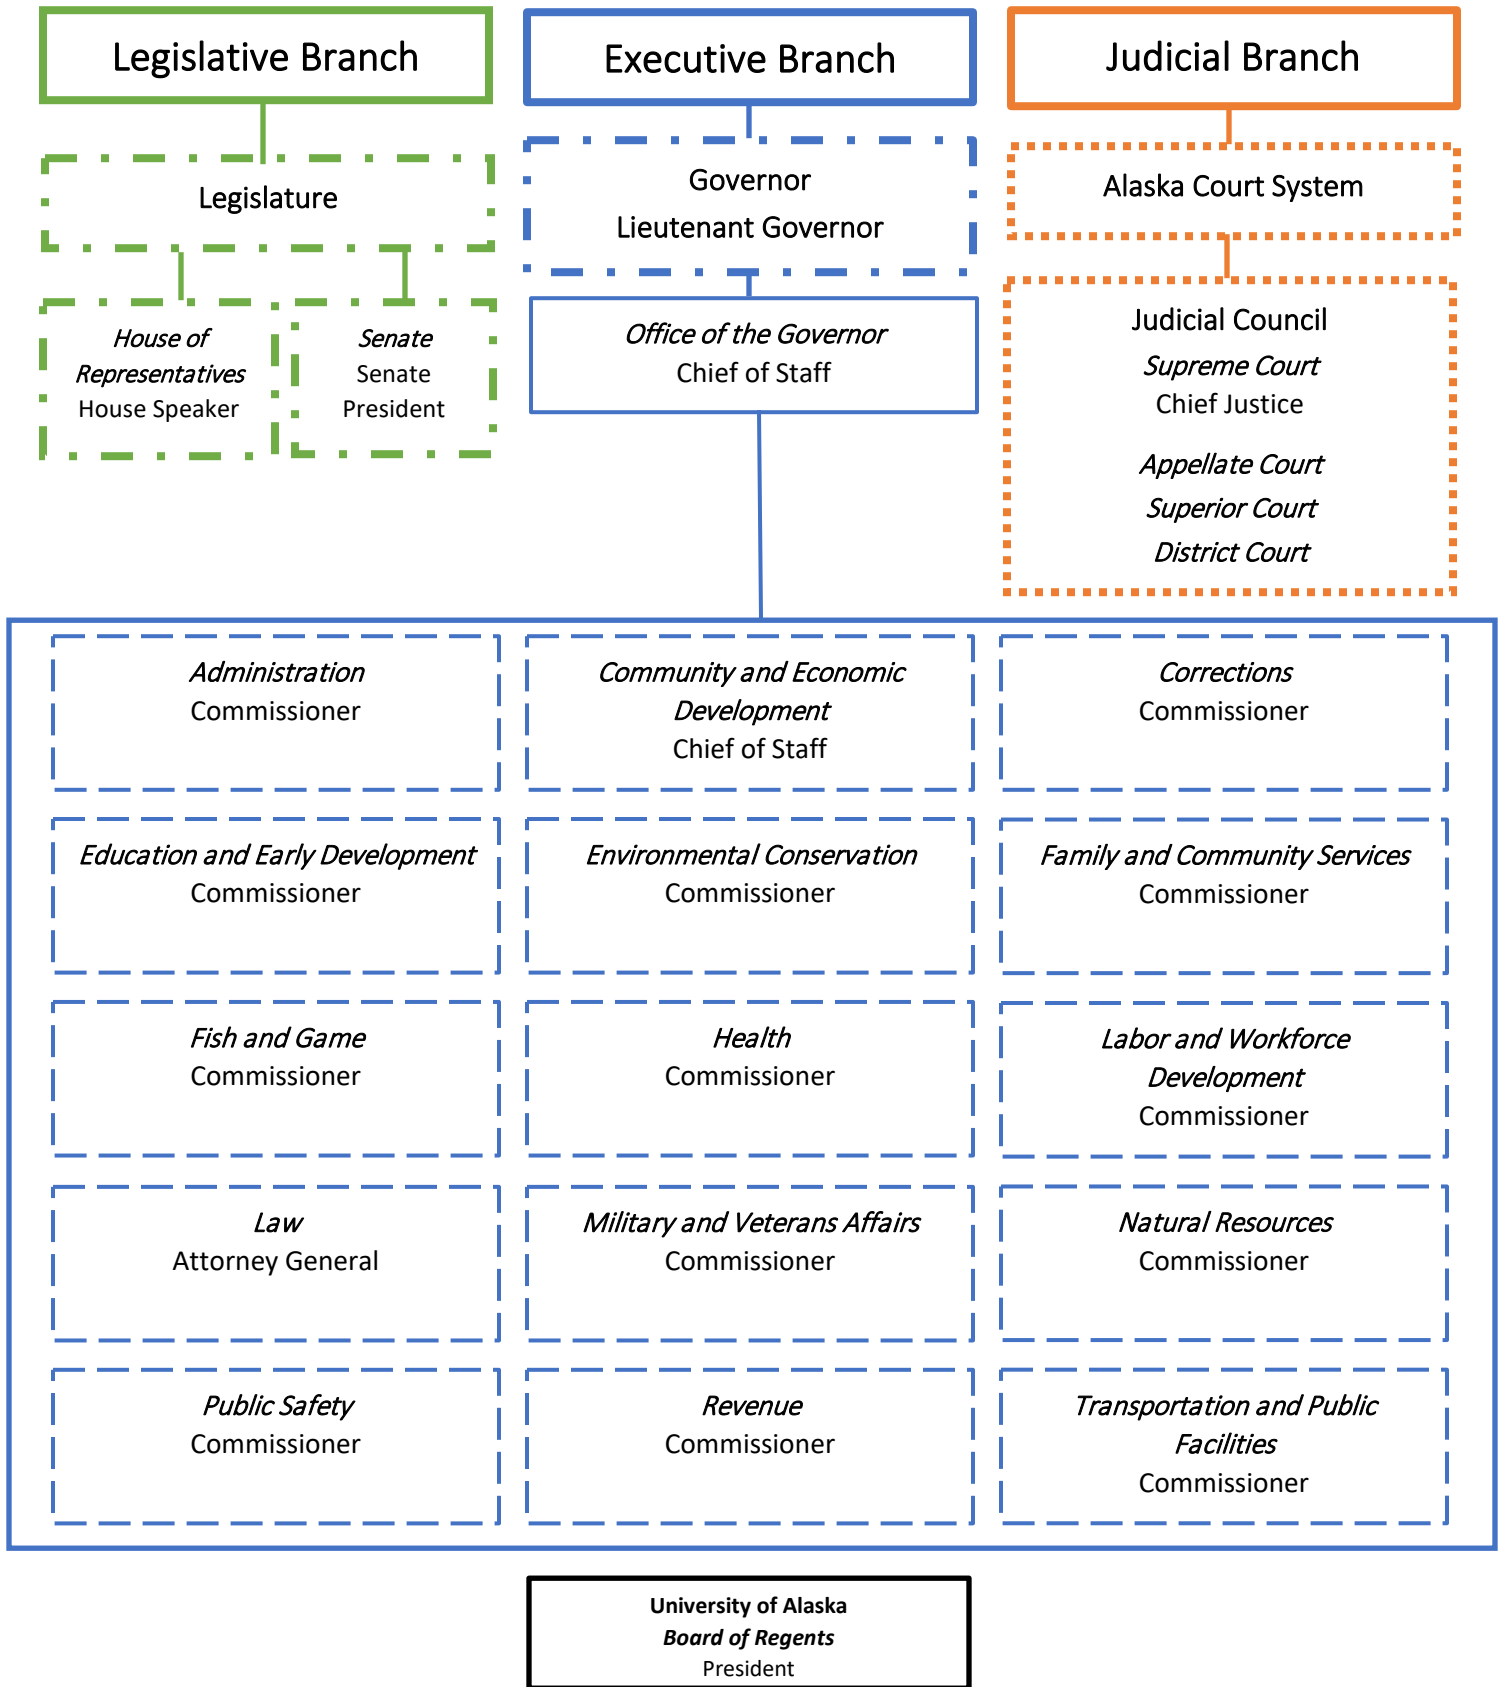 Legislative Branch
Executive Branch
Judicial Branch
Legislature
Governor
Lieutenant Governor
Alaska Court System
House of
Representatives
House Speaker
Senate
Senate
President
Office of the Governor
Chief of Staff
Judicial Council
Supreme Court
Chief Justice
Appellate Court
Superior Court
District Court
Administration
Commissioner
Community and Economic
Development
Chief of Staff
Corrections
Commissioner
Education and Early Development
Commissioner
Environmental Conservation
Commissioner
Family and Community Services
Commissioner
Fish and Game
Commissioner
Health
Commissioner
Labor and Workforce
Development
Commissioner
Law
Attorney General
Military and Veterans Affairs
Commissioner
Natural Resources
Commissioner
Public Safety
Commissioner
Revenue
Commissioner
Transportation and Public
Facilities
Commissioner
University of Alaska
Board of Regents
President